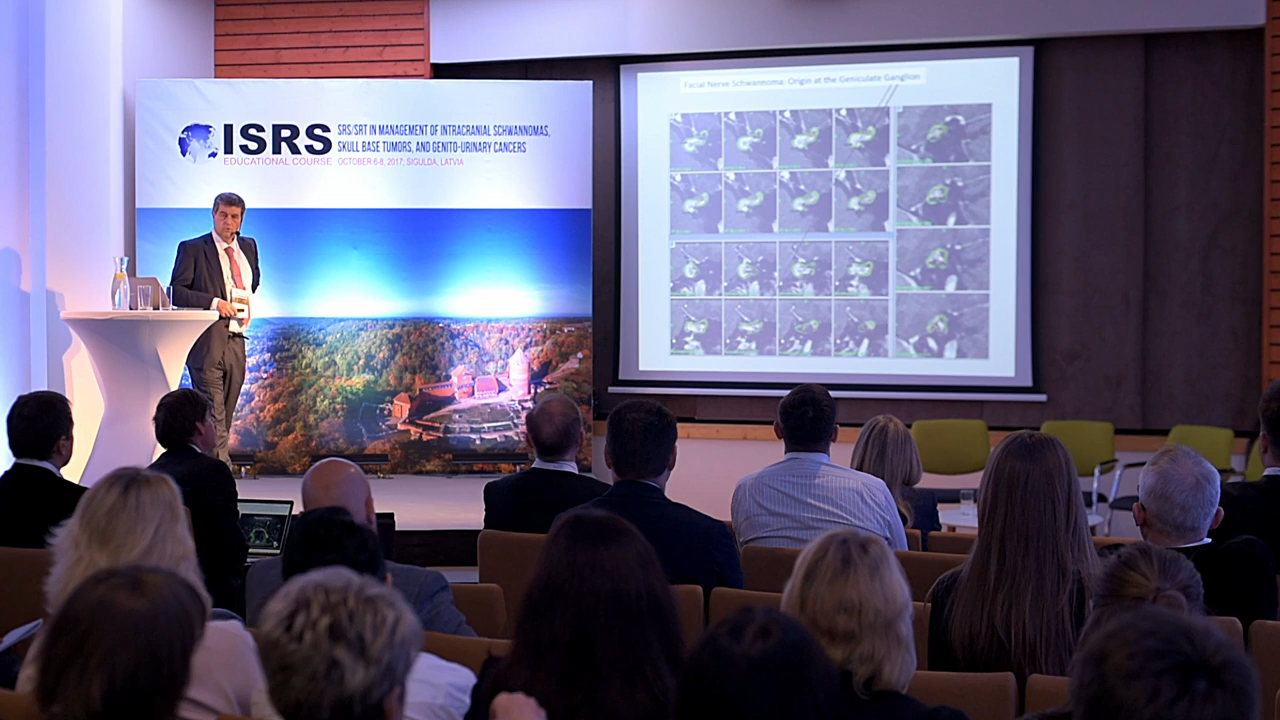 ISRS
EDUCATIONAL COURSE
SRS/SRT IN MANAGEMENT OF INTRACRANIAL SCHWANNOMAS,
SKULL BASE TUMORS, AND GENITO-URINARY CANCERS
OCTOBER 6-8, 2017; SIGULDA, LATVIA
Facial Nerve Schwannoma: Origin at the Geniculate Ganglion